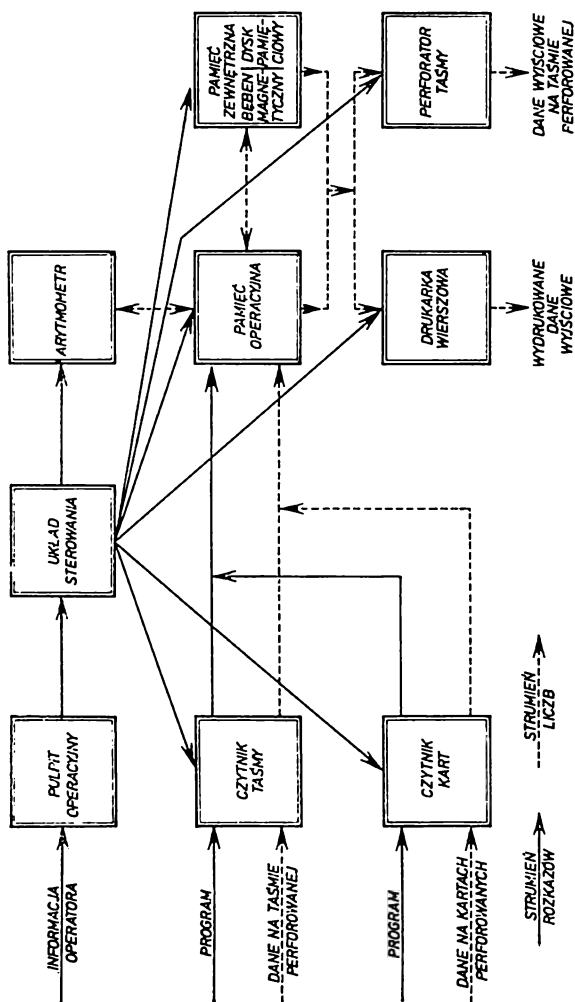 INFORMACJA
OPERATORA
PULPIT
OPERACYJNY
UKŁAD
STEROWANIA
ARYTMOMETR
PAMIĘĆ
ZEWNĘTRZNA
BĘBEN DYSK
MAGNE- PAMIĘ-
TYCZNY CIOWY
PROGRAM
DANE NA TAŚMIE
PERFOROWANEJ
CZYTNIK
TAŚMY
PAMIĘĆ
OPERACYJNA
PERFORATOR
TAŚMY
DANE WYJŚCIOWE
NA TAŚMIE
PERFOROWANEJ
PROGRAM
DANE NA KARTACH
PERFOROWANYCH
CZYTNIK
KART
DRUKARKA
WIERSZOWA
WYDRUKOWANE
DANE
WYJŚCIOWE
STRUMIEŃ
ROZKAZÓW
STRUMIEŃ
LICZB